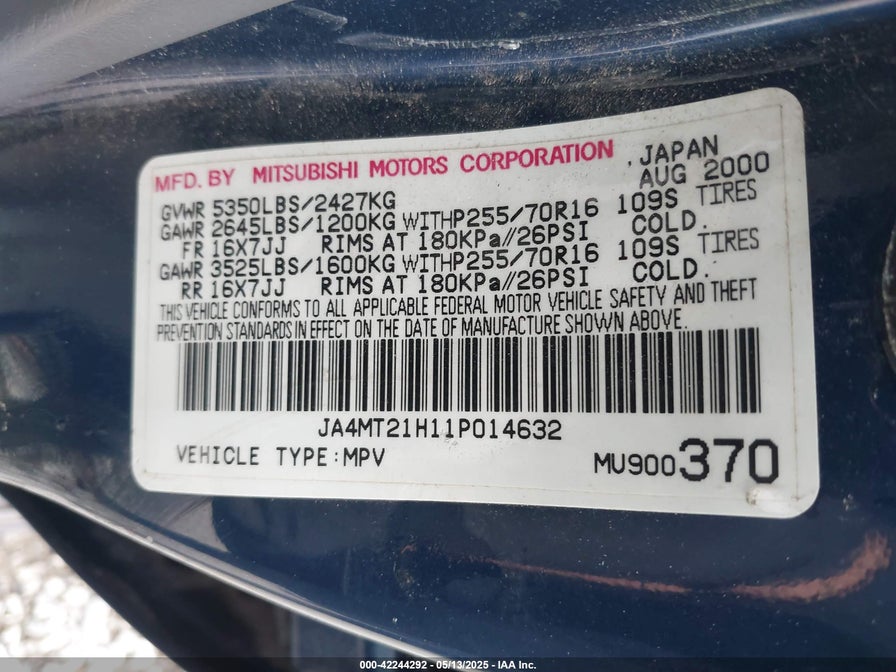 MFD. BY MITSUBISHI MOTORS CORPORATION .JAPAN
AUG 2000
GVWR 5350LBS/2427KG
GAWR 2645LBS/1200KG WITHP255/70R16 109S TIRES
FR 16X7JJ RIMS AT 180KPa//26PSI COLD.
GAWR 3525LBS/1600KG WITHP255/70R16 109S TIRES
RR 16X7JJ RIMS AT 180KPa//26PSI COLD.
THIS VEHICLE CONFORMS TO ALL APPLICABLE FEDERAL MOTOR VEHICLE SAFETY AND THEFT
PREVENTION STANDARDS IN EFFECT ON THE DATE OF MANUFACTURE SHOWN ABOVE.
JA4MT21H11P014632
VEHICLE TYPE:MPV MU900370
000-42244292 - 05/13/2025 - IAA Inc.